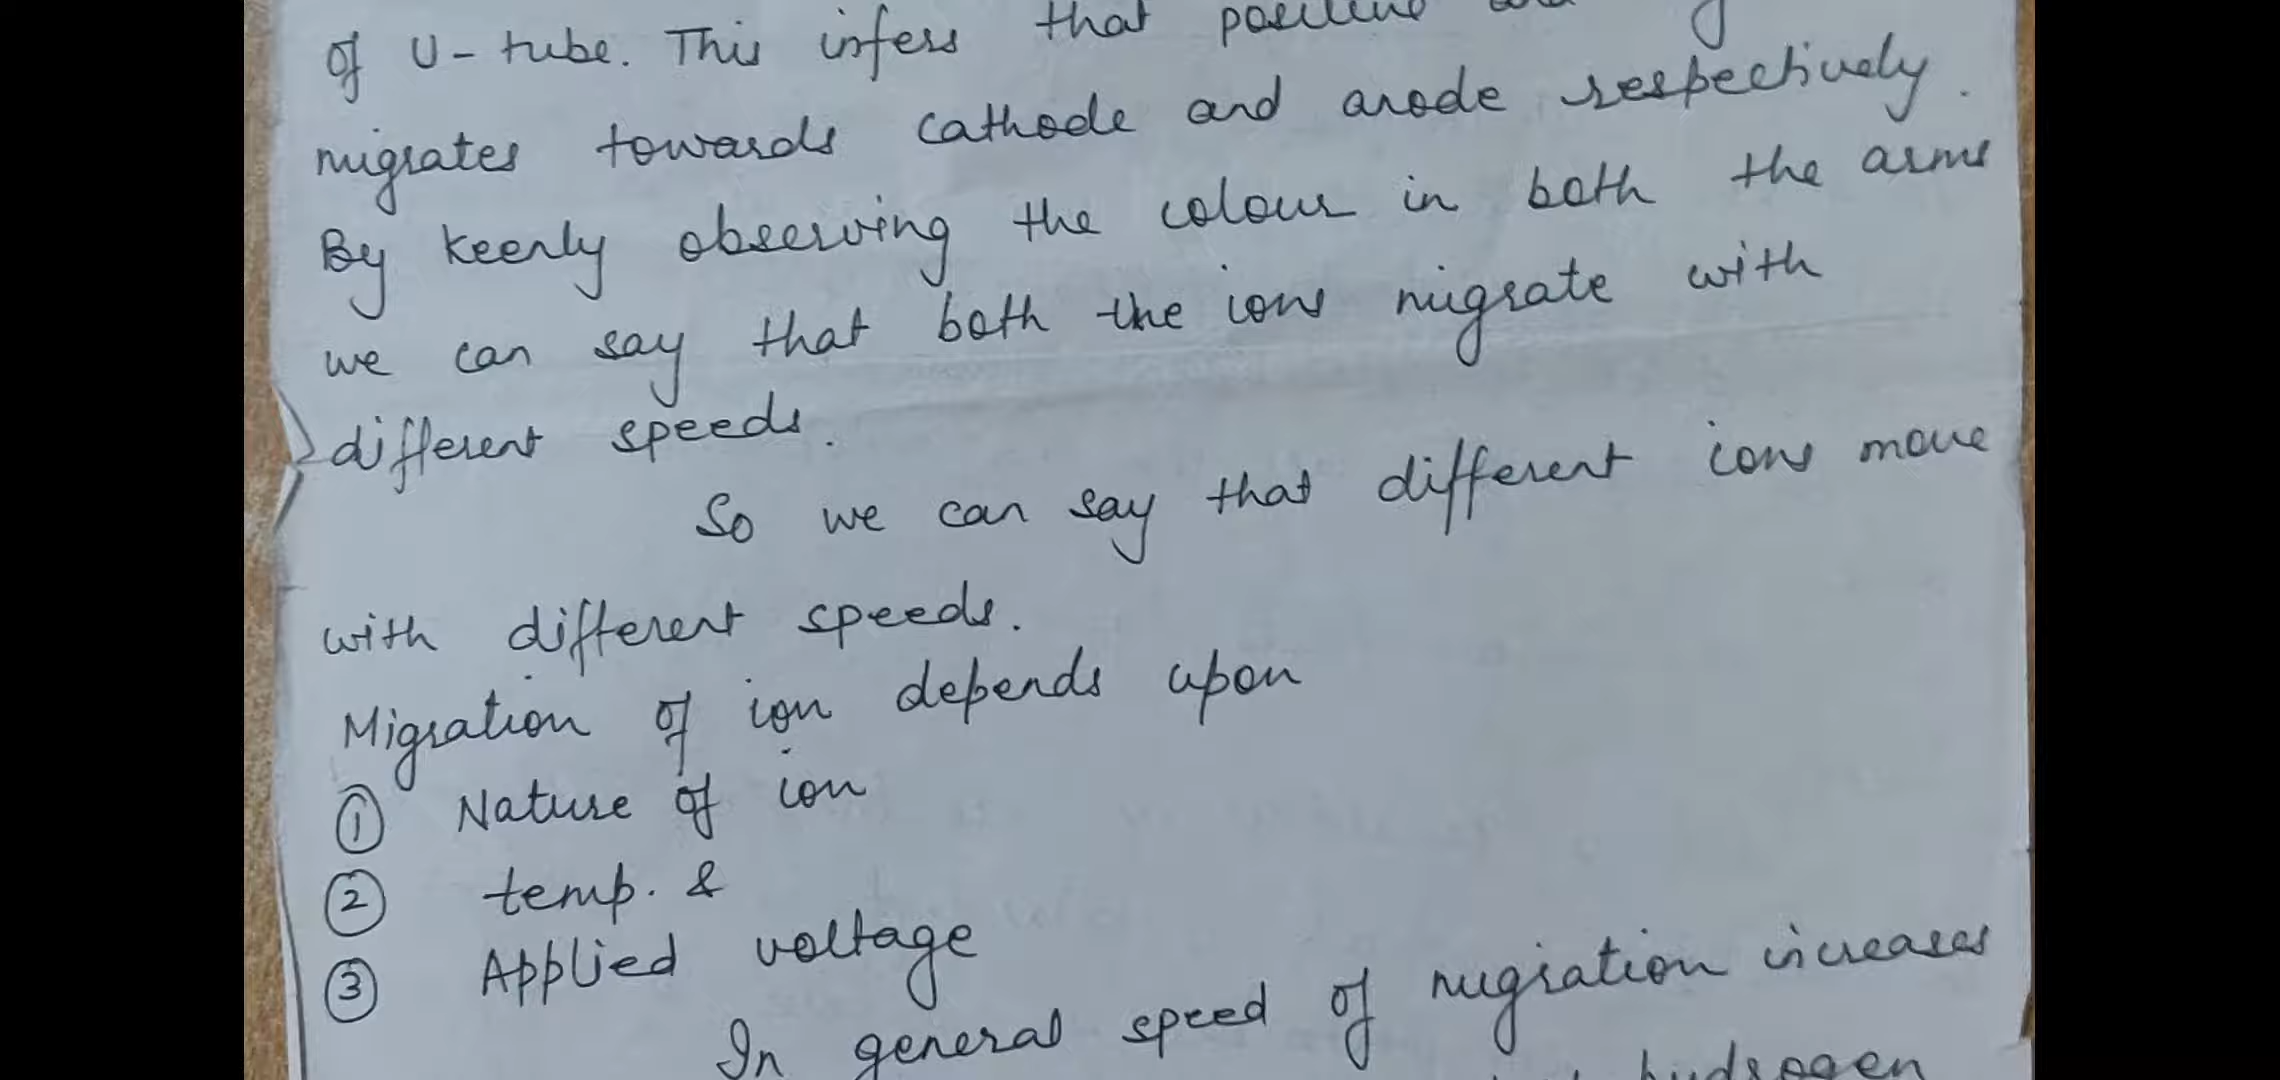 of U-tube. This infers that positive
migrates towards cathode and anode respectively.
By keenly observing the colour in both the arms
we can say that both the ions migrate with
different speeds.
So we can say that different ions move
with different speeds.
Migration of ion depends upon
① Nature of ion
② temp. &
③ Applied voltage
In general speed of migration increases
hydrogen